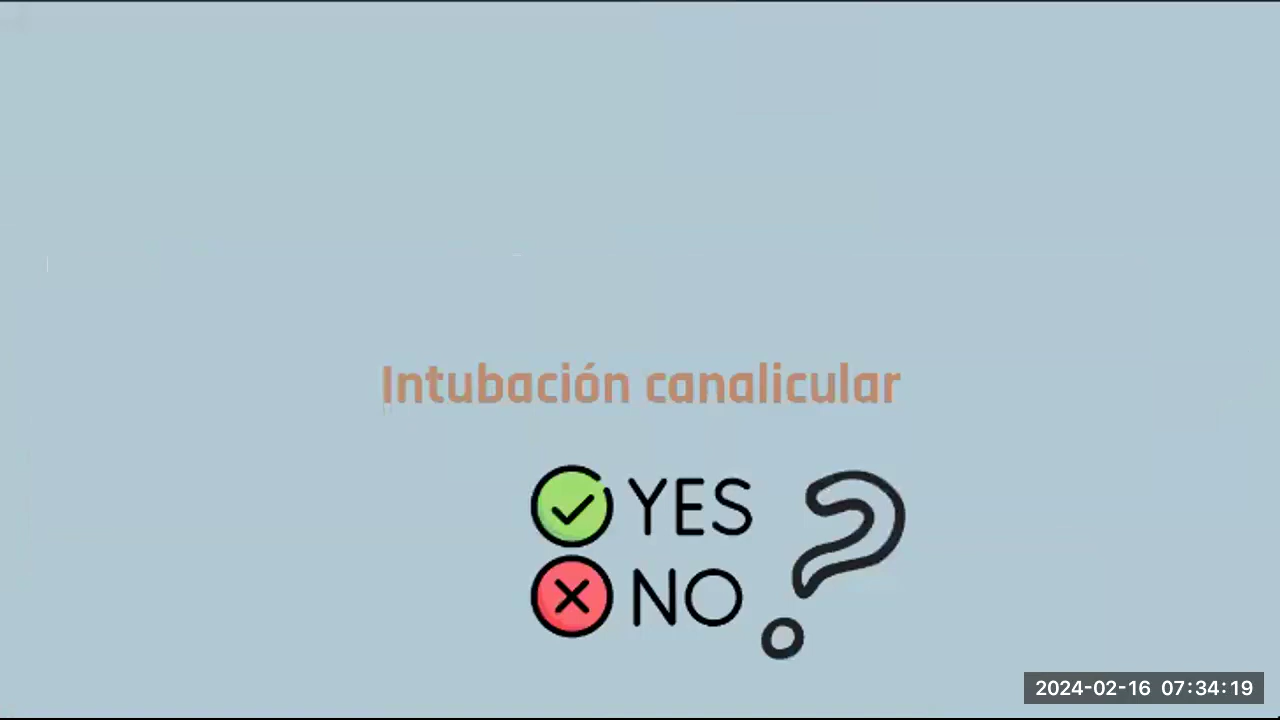 Intubación canalicular
YES
NO
?
2024-02-16 07:34:19